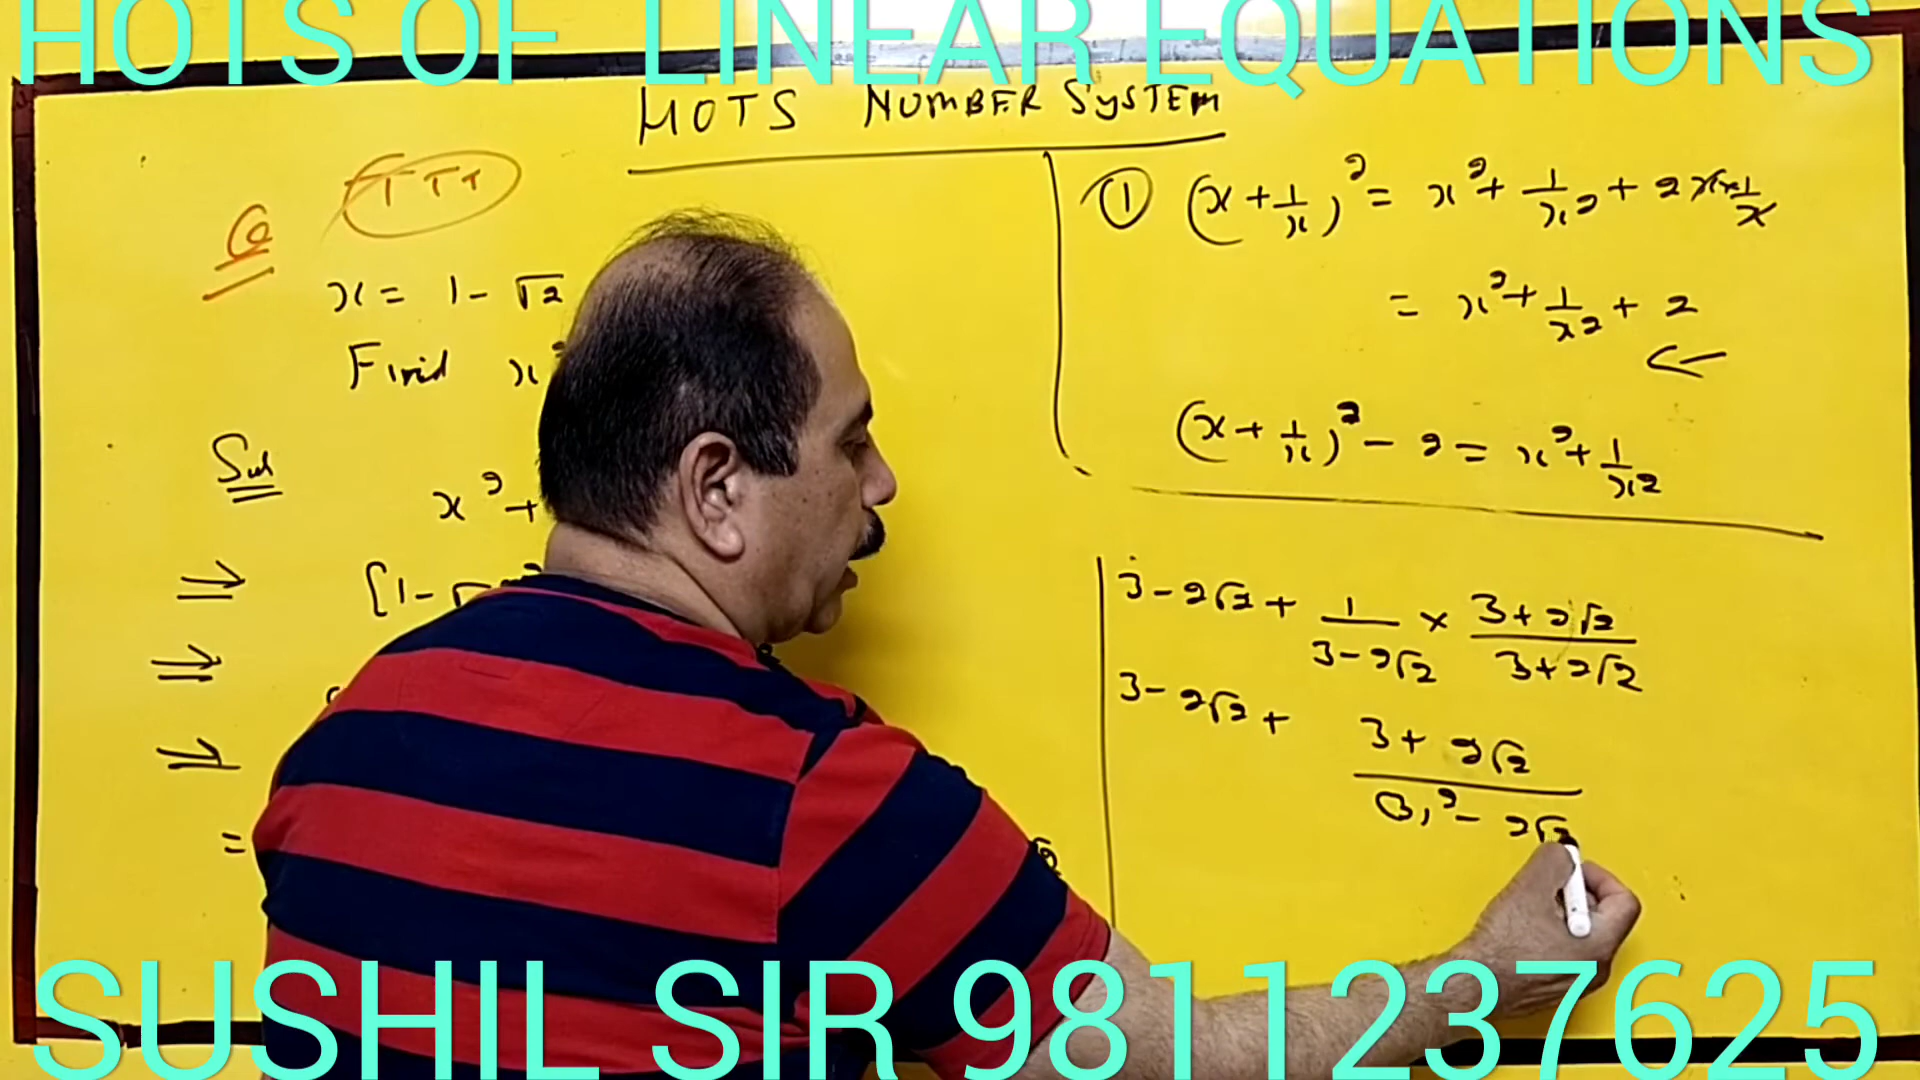 HOTS OF LINEAR EQUATIONS
HOTS NUMBER SYSTEM
TTT
Q
x = 1 - √2
Find x
Sol
x² +
⇒ [1 - √
⇒
⇒
=
① (x + 1/x)² = x² + 1/x² + 2 × x × 1/x
= x² + 1/x² + 2
←
(x + 1/x)² - 2 = x² + 1/x²
3 - 2√2 + 1/(3 - 2√2) × (3 + 2√2)/(3 + 2√2)
3 - 2√2 + (3 + 2√2)/((3)² - 2√2
SUSHIL SIR 9811237625